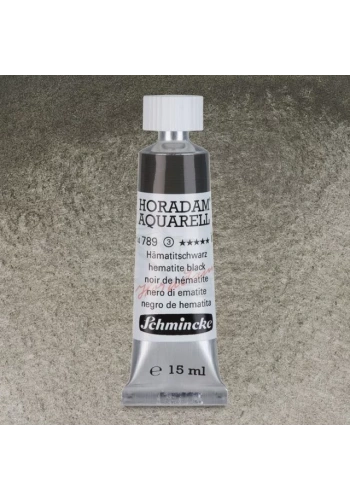 HORADAM®
AQUARELL
789 3 ★★★★★
Hämatitschwarz
hematite black
noir de hématite
nero di ematite
negro de hematita
Schmincke
e 15 ml